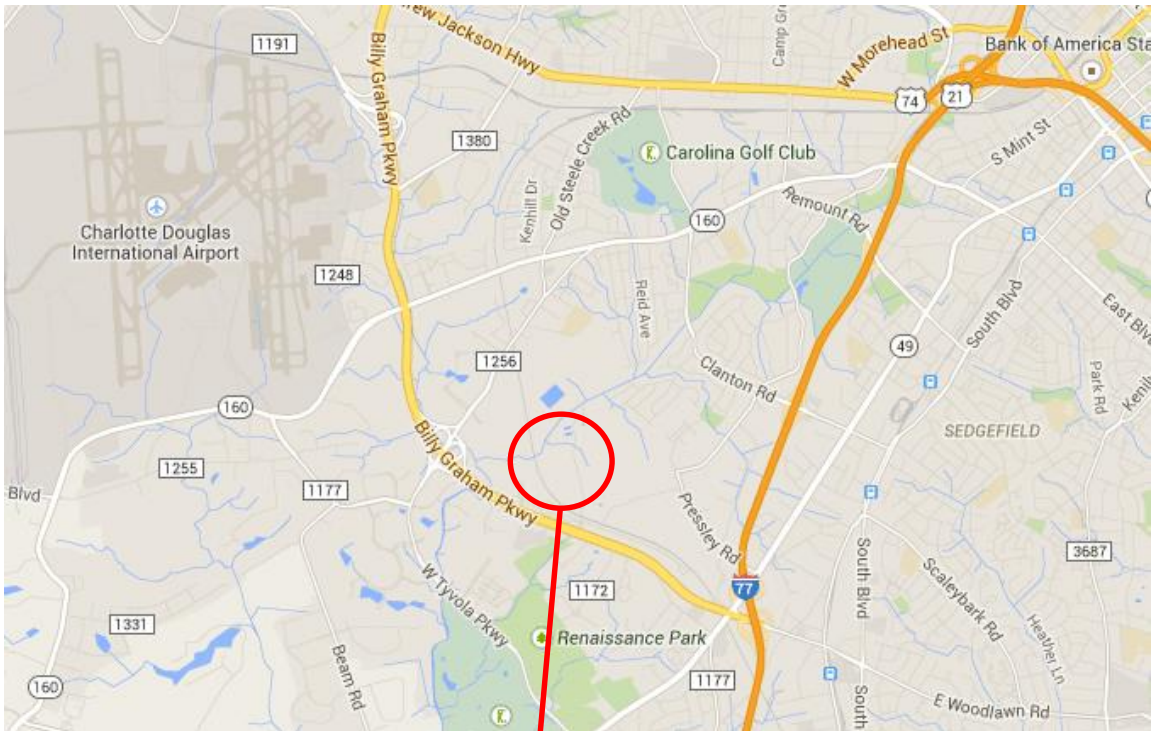 rew Jackson Hwy
1191
Billy Graham Pkwy
Camp Gr
W Morehead St
Bank of America Sta
74
21
1380
Old Steele Creek Rd
Kenhill Dr
Carolina Golf Club
S Mint St
Remount Rd
160
Charlotte Douglas
International Airport
1248
Reid Ave
South Blvd
East Blv
49
1256
Clanton Rd
Park Rd
Kenil
160
SEDGEFIELD
Billy Graham Pkwy
1255
1177
Blvd
Pressley Rd
South Blvd
Scaleybark Rd
3687
W Tyvola Pkwy
1172
77
Heather Ln
1331
Renaissance Park
Beam Rd
160
1177
South
E Woodlawn Rd